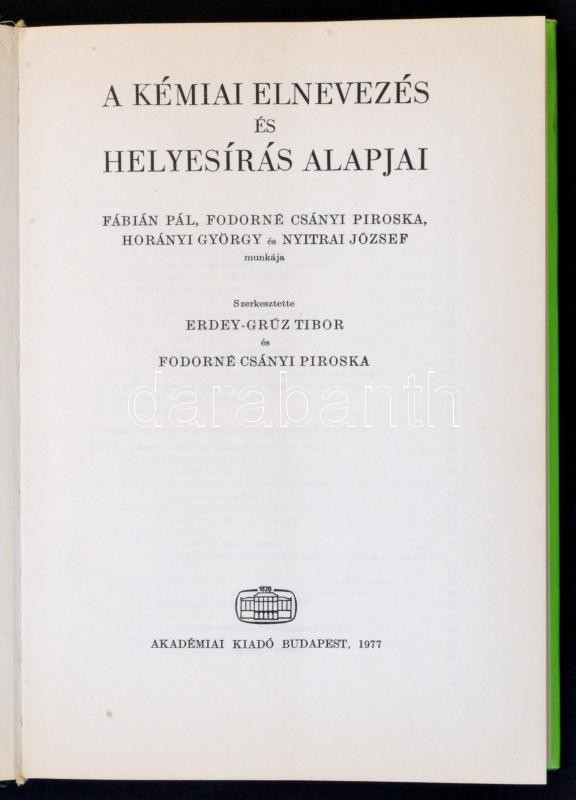 A KÉMIAI ELNEVEZÉS
ÉS
HELYESÍRÁS ALAPJAI
FÁBIÁN PÁL, FODORNÉ CSÁNYI PIROSKA,
HORÁNYI GYÖRGY és NYITRAI JÓZSEF
munkája
Szerkesztette
ERDEY-GRÚZ TIBOR
és
FODORNÉ CSÁNYI PIROSKA
darabanth
1828
AKADÉMIAI KIADÓ BUDAPEST, 1977